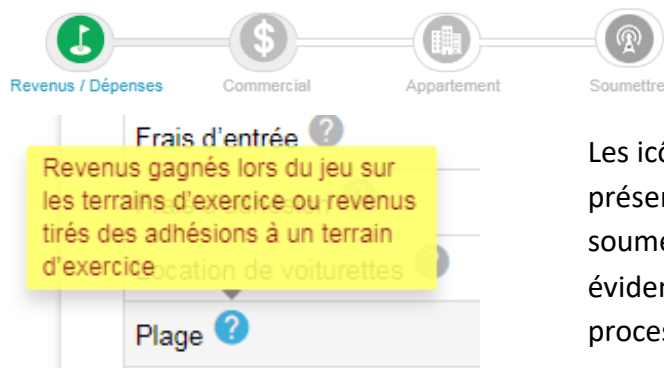 Revenus / Dépenses
Commercial
Appartement
Soumettre
Frais d'entrée ?
Revenus gagnés lors du jeu sur
les terrains d'exercice ou revenus
tirés des adhésions à un terrain
d'exercice
Location de voiturettes ?
Plage ?
Les
présen
soume
éviden
proces